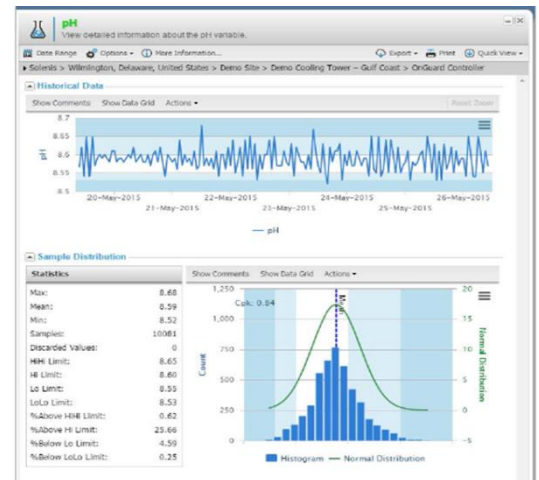 pH
View detailed information about the pH variable.
Date Range Options More Information... Export Print Quick View
Solenis > Wilmington, Delaware, United States > Demo Site > Demo Cooling Tower – Gulf Coast > OnGuard Controller
Historical Data
Show Comments Show Data Grid Actions Reset Zoom
8.7
8.65
8.6
8.55
8.5
pH
20-May-2015 22-May-2015 24-May-2015 26-May-2015
21-May-2015 23-May-2015 25-May-2015
pH
Sample Distribution
Statistics
Max: 8.68
Mean: 8.59
Min: 8.52
Samples: 10081
Discarded Values: 0
HiHi Limit: 8.65
Hi Limit: 8.60
Lo Limit: 8.55
LoLo Limit: 8.53
%Above HiHi Limit: 0.62
%Above Hi Limit: 25.66
%Below Lo Limit: 4.59
%Below LoLo Limit: 0.25
Show Comments Show Data Grid Actions
Cpk: 0.84
Mean
1,250
1,000
750
500
250
0
Count
20
15
10
5
0
-5
Normal Distribution
Histogram Normal Distribution